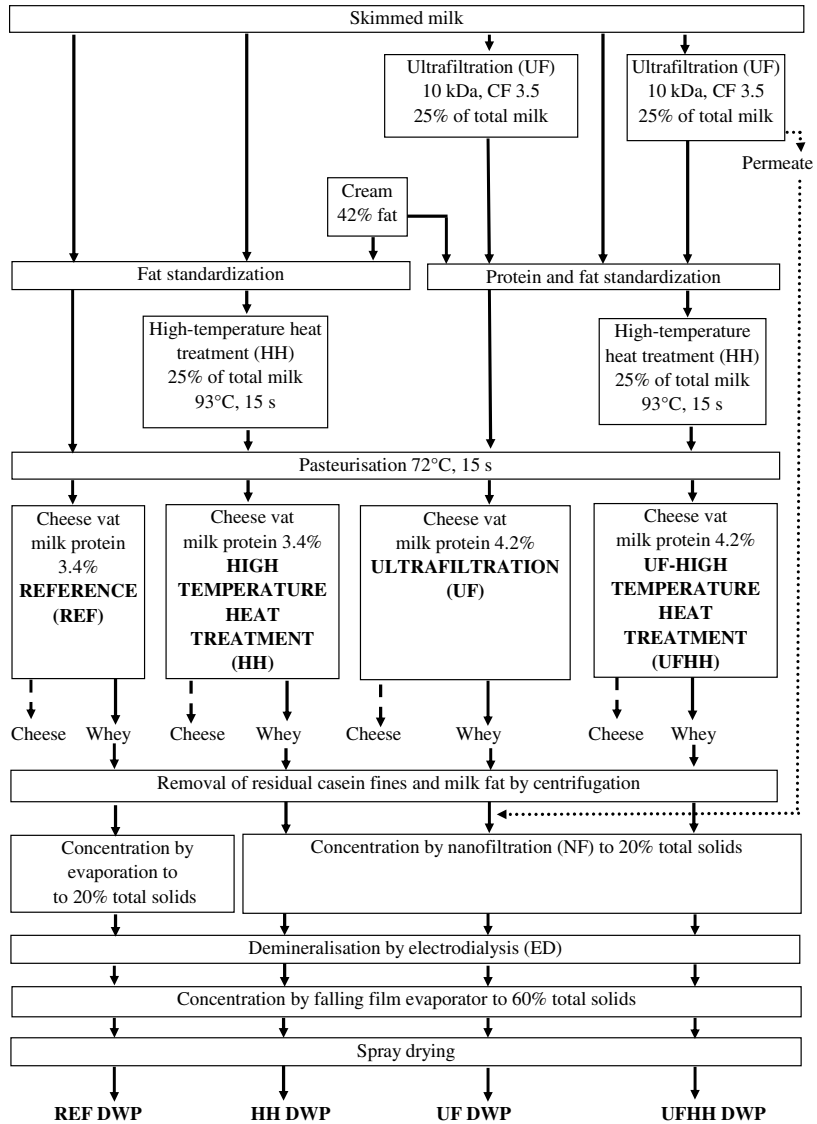 Skimmed milk
Ultrafiltration (UF)
10 kDa, CF 3.5
25% of total milk
Ultrafiltration (UF)
10 kDa, CF 3.5
25% of total milk
Permeate
Cream
42% fat
Fat standardization
Protein and fat standardization
High-temperature heat
treatment (HH)
25% of total milk
93°C, 15 s
High-temperature
heat treatment (HH)
25% of total milk
93°C, 15 s
Pasteurisation 72°C, 15 s
Cheese vat
milk protein
3.4%
REFERENCE
(REF)
Cheese vat
milk protein 3.4%
HIGH
TEMPERATURE
HEAT
TREATMENT
(HH)
Cheese vat
milk protein 4.2%
ULTRAFILTRATION
(UF)
Cheese vat
milk protein 4.2%
UF-HIGH
TEMPERATURE
HEAT
TREATMENT
(UFHH)
Cheese
Whey
Cheese
Whey
Cheese
Whey
Cheese
Whey
Removal of residual casein fines and milk fat by centrifugation
Concentration by
evaporation to
to 20% total solids
Concentration by nanofiltration (NF) to 20% total solids
Demineralisation by electrodialysis (ED)
Concentration by falling film evaporator to 60% total solids
Spray drying
REF DWP
HH DWP
UF DWP
UFHH DWP